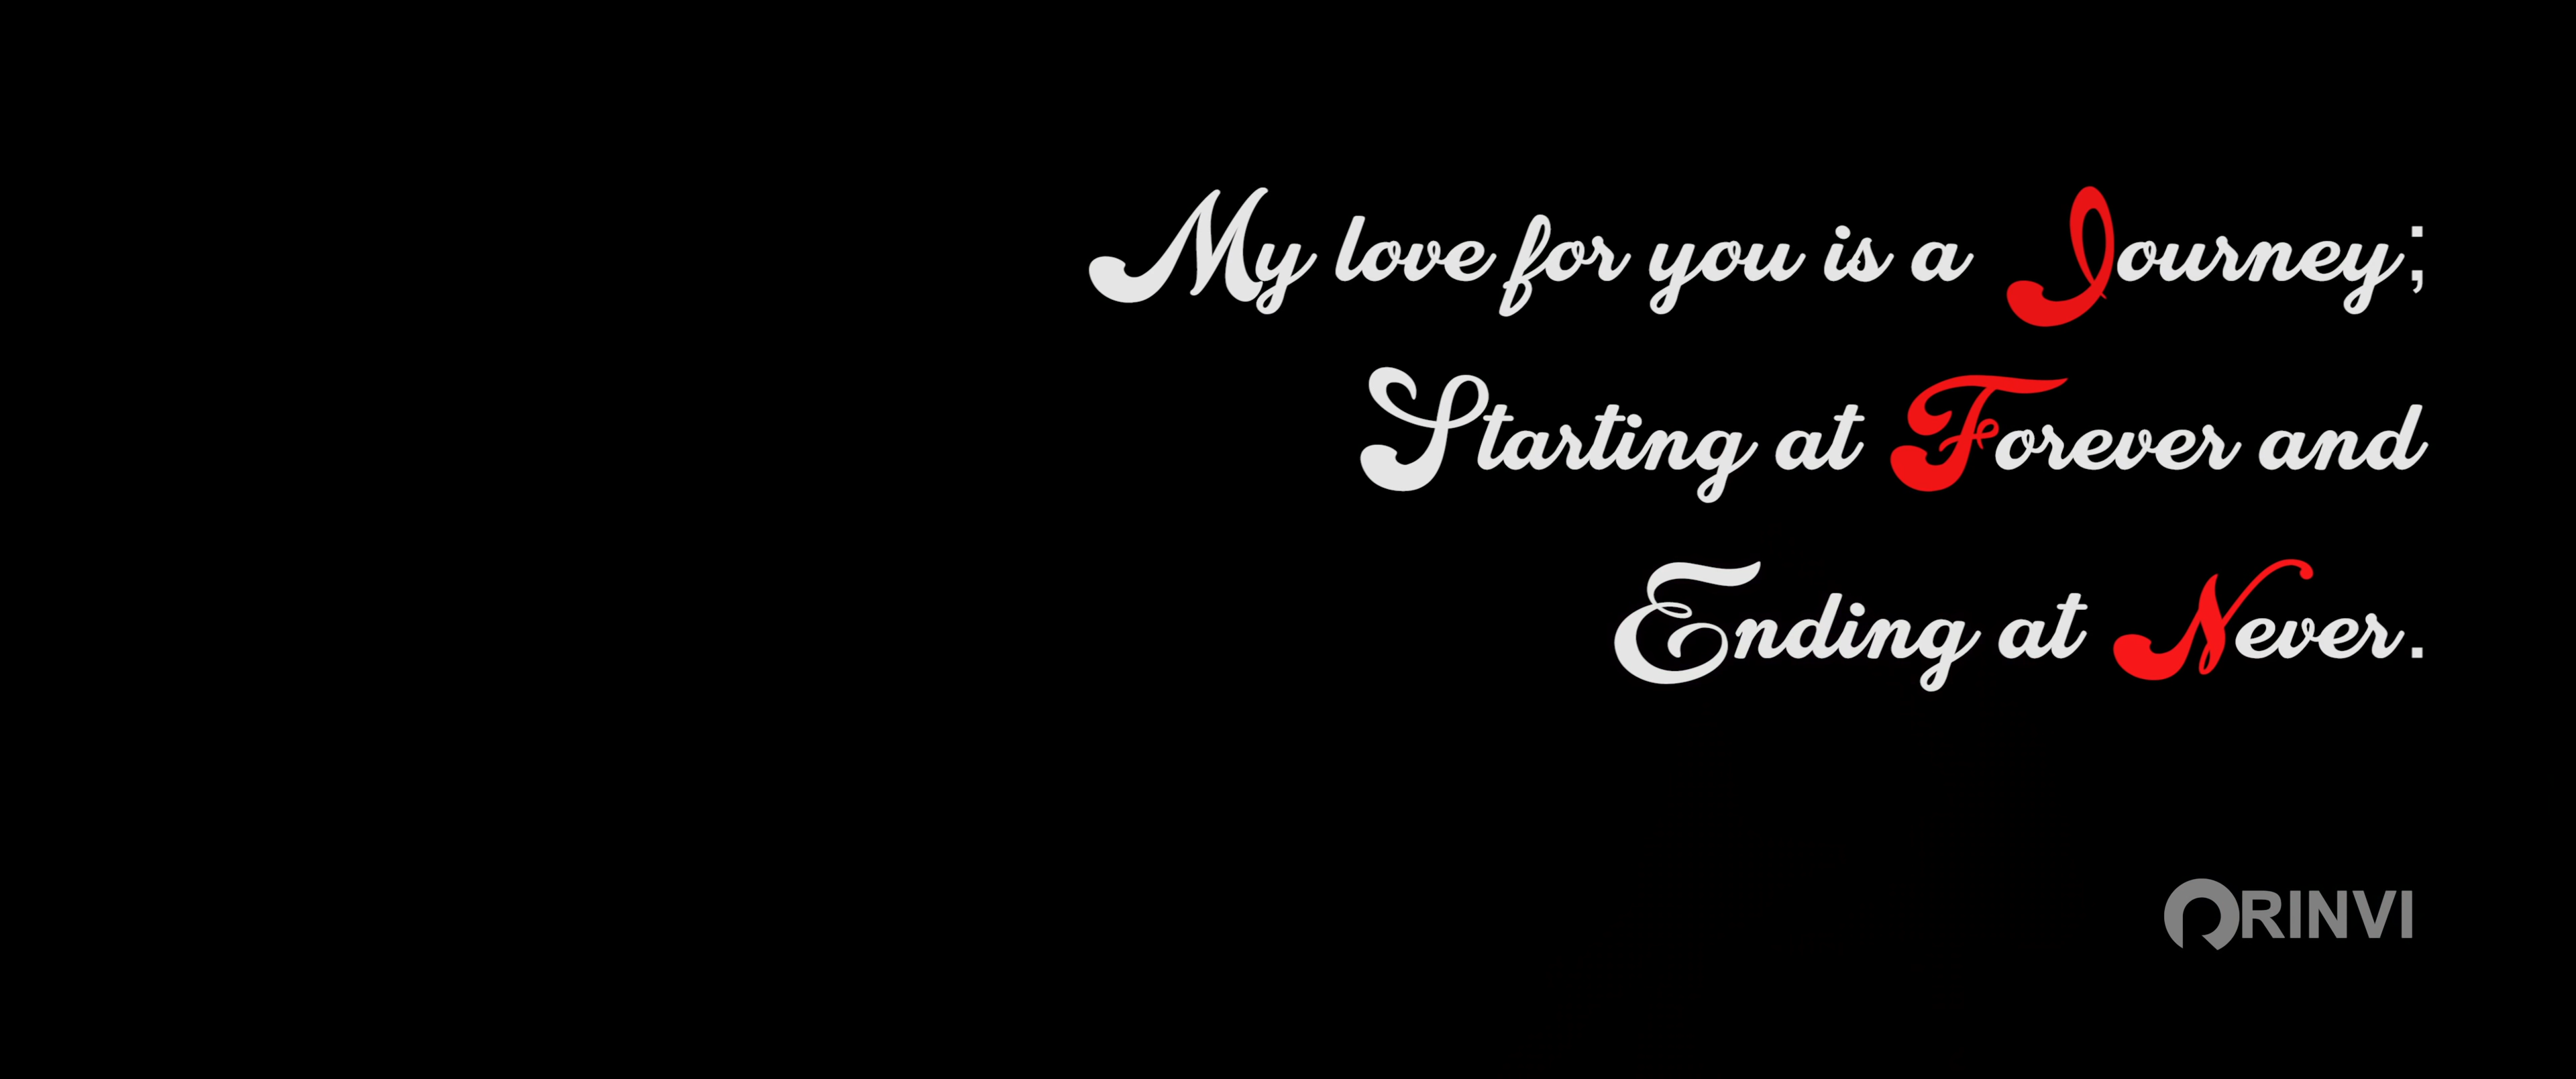 My love for you is a Journey;
Starting at Forever and
Ending at Never.
ORINVI